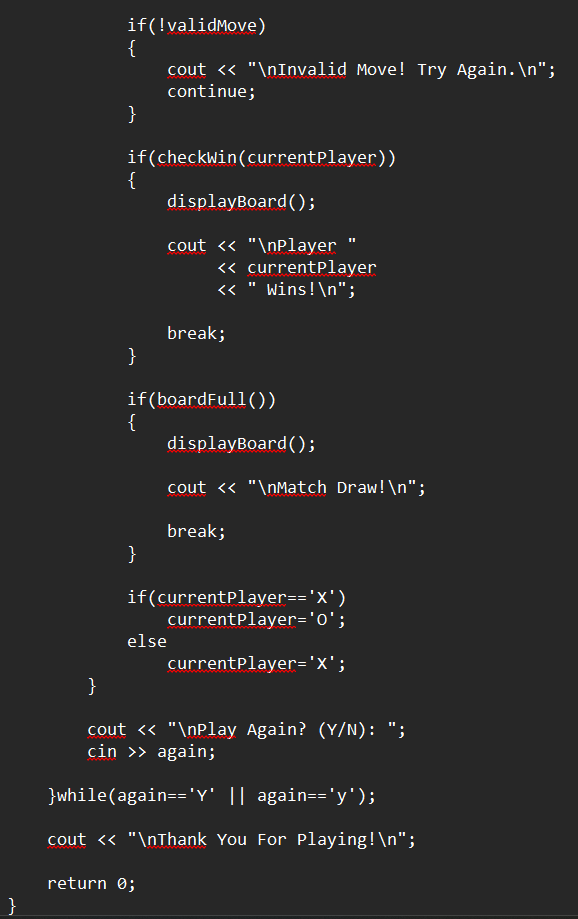 if(!validMove)
{
cout << "\nInvalid Move! Try Again.\n";
continue;
}
if(checkWin(currentPlayer))
{
displayBoard();
cout << "\nPlayer "
<< currentPlayer
<< " Wins!\n";
break;
}
if(boardFull())
{
displayBoard();
cout << "\nMatch Draw!\n";
break;
}
if(currentPlayer=='X')
currentPlayer='O';
else
currentPlayer='X';
}
cout << "\nPlay Again? (Y/N): ";
cin >> again;
}while(again=='Y' || again=='y');
cout << "\nThank You For Playing!\n";
return 0;
}